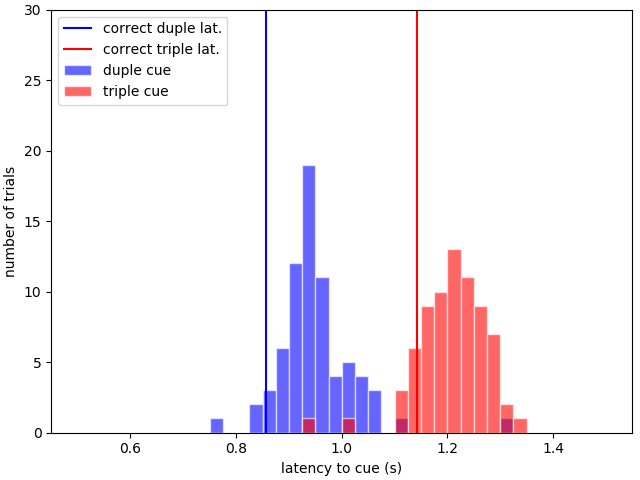 30
25
20
15
10
5
0
number of trials
correct duple lat.
correct triple lat.
duple cue
triple cue
0.6
0.8
1.0
1.2
1.4
latency to cue (s)